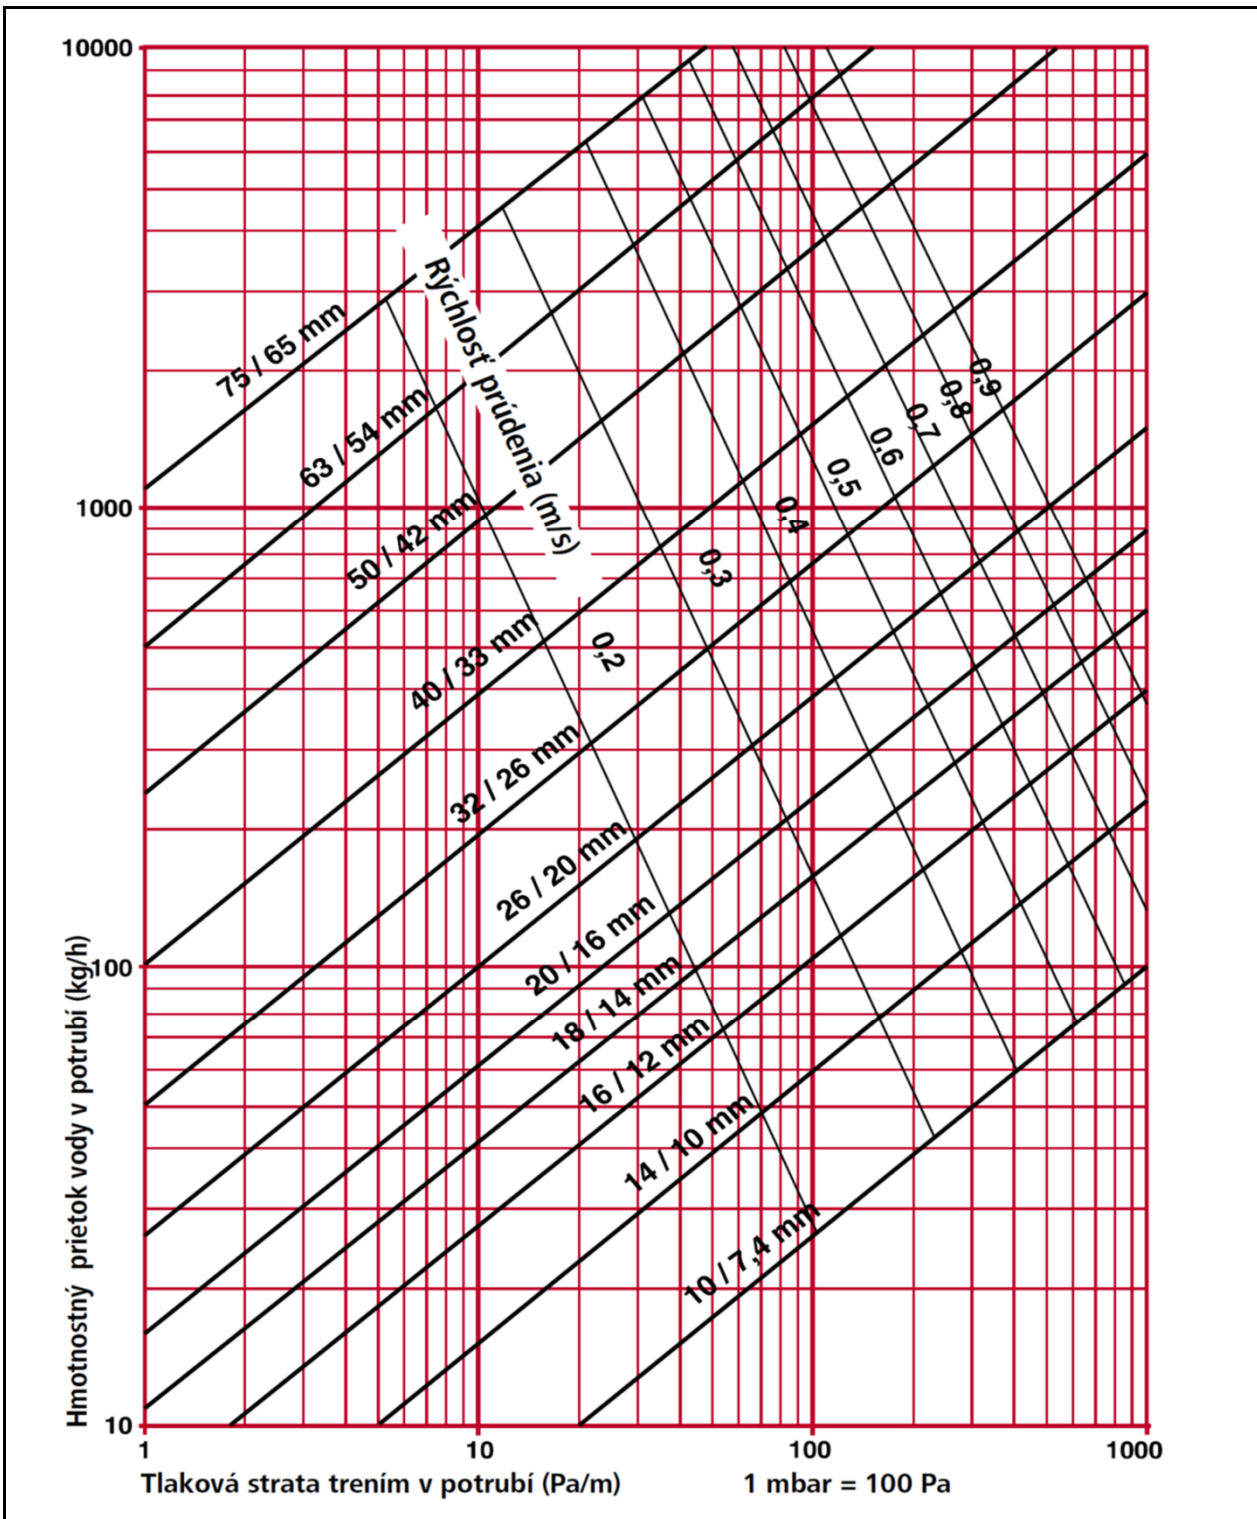 10000
1000
100
10
Hmotnostný prietok vody v potrubí (kg/h)
75 / 65 mm
63 / 54 mm
50 / 42 mm
40 / 33 mm
32 / 26 mm
26 / 20 mm
20 / 16 mm
18 / 14 mm
16 / 12 mm
14 / 10 mm
10 / 7,4 mm
Rýchlosť prúdenia (m/s)
0,2
0,3
0,4
0,5
0,6
0,7
0,8
0,9
1
10
100
1000
Tlaková strata trením v potrubí (Pa/m)
1 mbar = 100 Pa